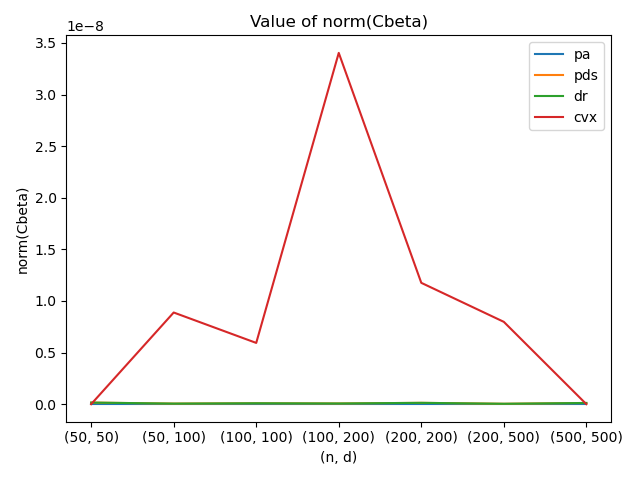 Value of norm(Cbeta)
1e−8
3.5
3.0
2.5
2.0
1.5
1.0
0.5
0.0
norm(Cbeta)
pa
pds
dr
cvx
(50, 50) (50, 100) (100, 100) (100, 200) (200, 200) (200, 500) (500, 500)
(n, d)